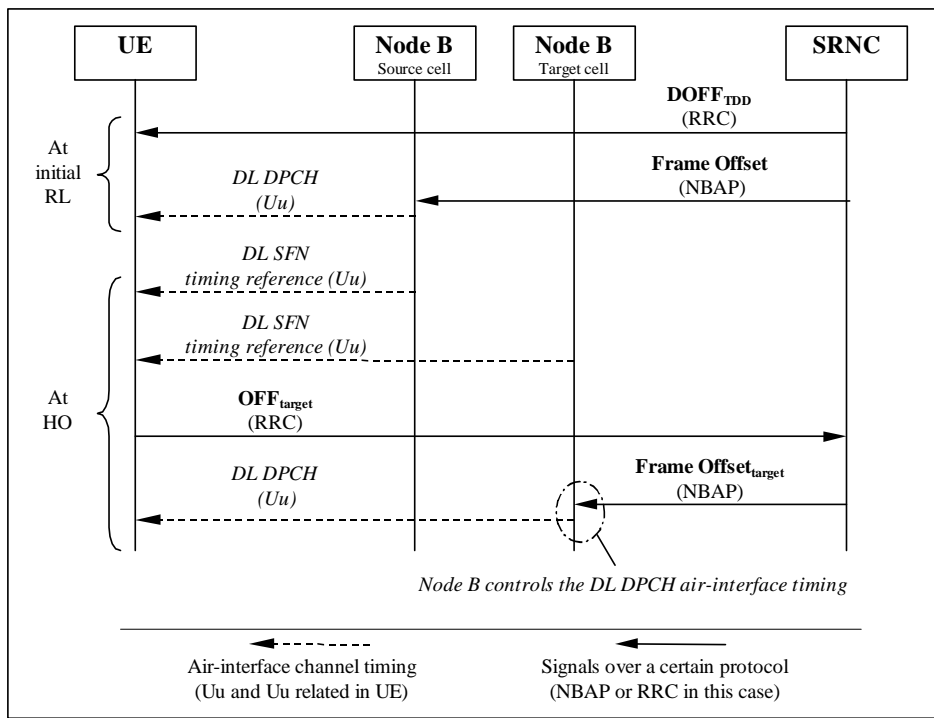 UE
Node B
Source cell
Node B
Target cell
SRNC
DOFF_TDD
(RRC)
At
initial
RL
Frame Offset
(NBAP)
DL DPCH
(Uu)
DL SFN
timing reference (Uu)
DL SFN
timing reference (Uu)
At
HO
OFF_target
(RRC)
DL DPCH
(Uu)
Frame Offset_target
(NBAP)
Node B controls the DL DPCH air-interface timing
Air-interface channel timing
(Uu and Uu related in UE)
Signals over a certain protocol
(NBAP or RRC in this case)